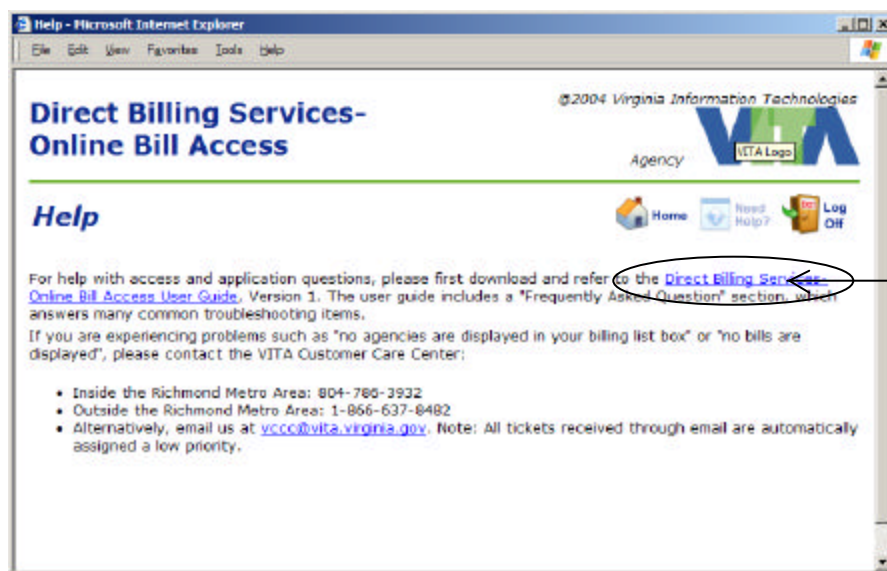 Help - Microsoft Internet Explorer
File Edit View Favorites Tools Help
Direct Billing Services-
Online Bill Access
©2004 Virginia Information Technologies
Agency
VITA
VITA Logo
Help
Home
Need
Help?
Log
Off
For help with access and application questions, please first download and refer to the Direct Billing Services-
Online Bill Access User Guide, Version 1. The user guide includes a "Frequently Asked Question" section, which
answers many common troubleshooting items.
If you are experiencing problems such as "no agencies are displayed in your billing list box" or "no bills are
displayed", please contact the VITA Customer Care Center:
• Inside the Richmond Metro Area: 804-786-3932
• Outside the Richmond Metro Area: 1-866-637-8482
• Alternatively, email us at vccc@vita.virginia.gov. Note: All tickets received through email are automatically
assigned a low priority.